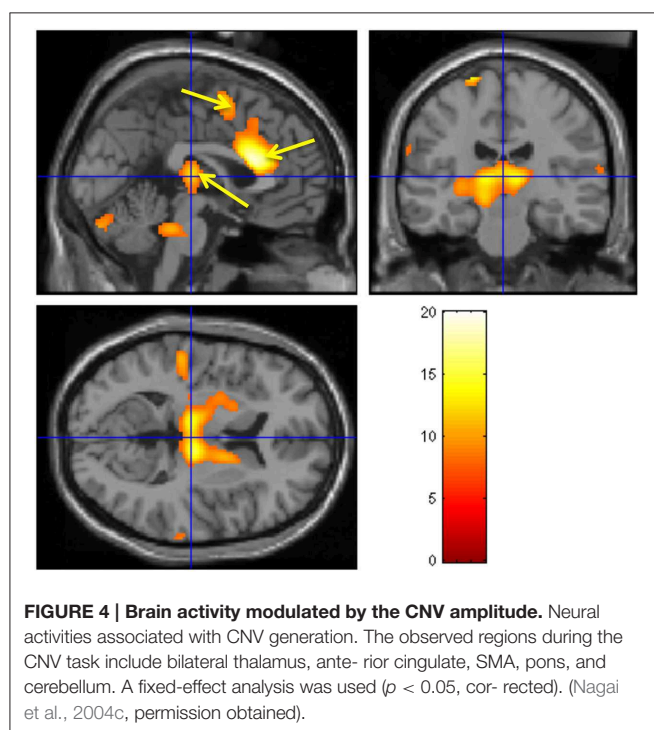 20
15
10
5
0
FIGURE 4 | Brain activity modulated by the CNV amplitude. Neural
activities associated with CNV generation. The observed regions during the
CNV task include bilateral thalamus, ante- rior cingulate, SMA, pons, and
cerebellum. A fixed-effect analysis was used (p < 0.05, cor- rected). (Nagai
et al., 2004c, permission obtained).